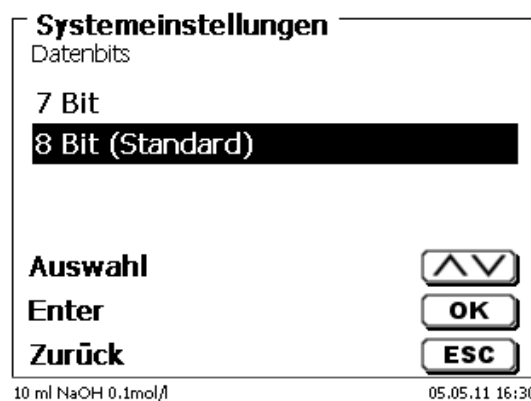 Systemeinstellungen
Datenbits
7 Bit
8 Bit (Standard)
Auswahl
Enter OK
Zurück ESC
10 ml NaOH 0.1mol/l 05.05.11 16:30